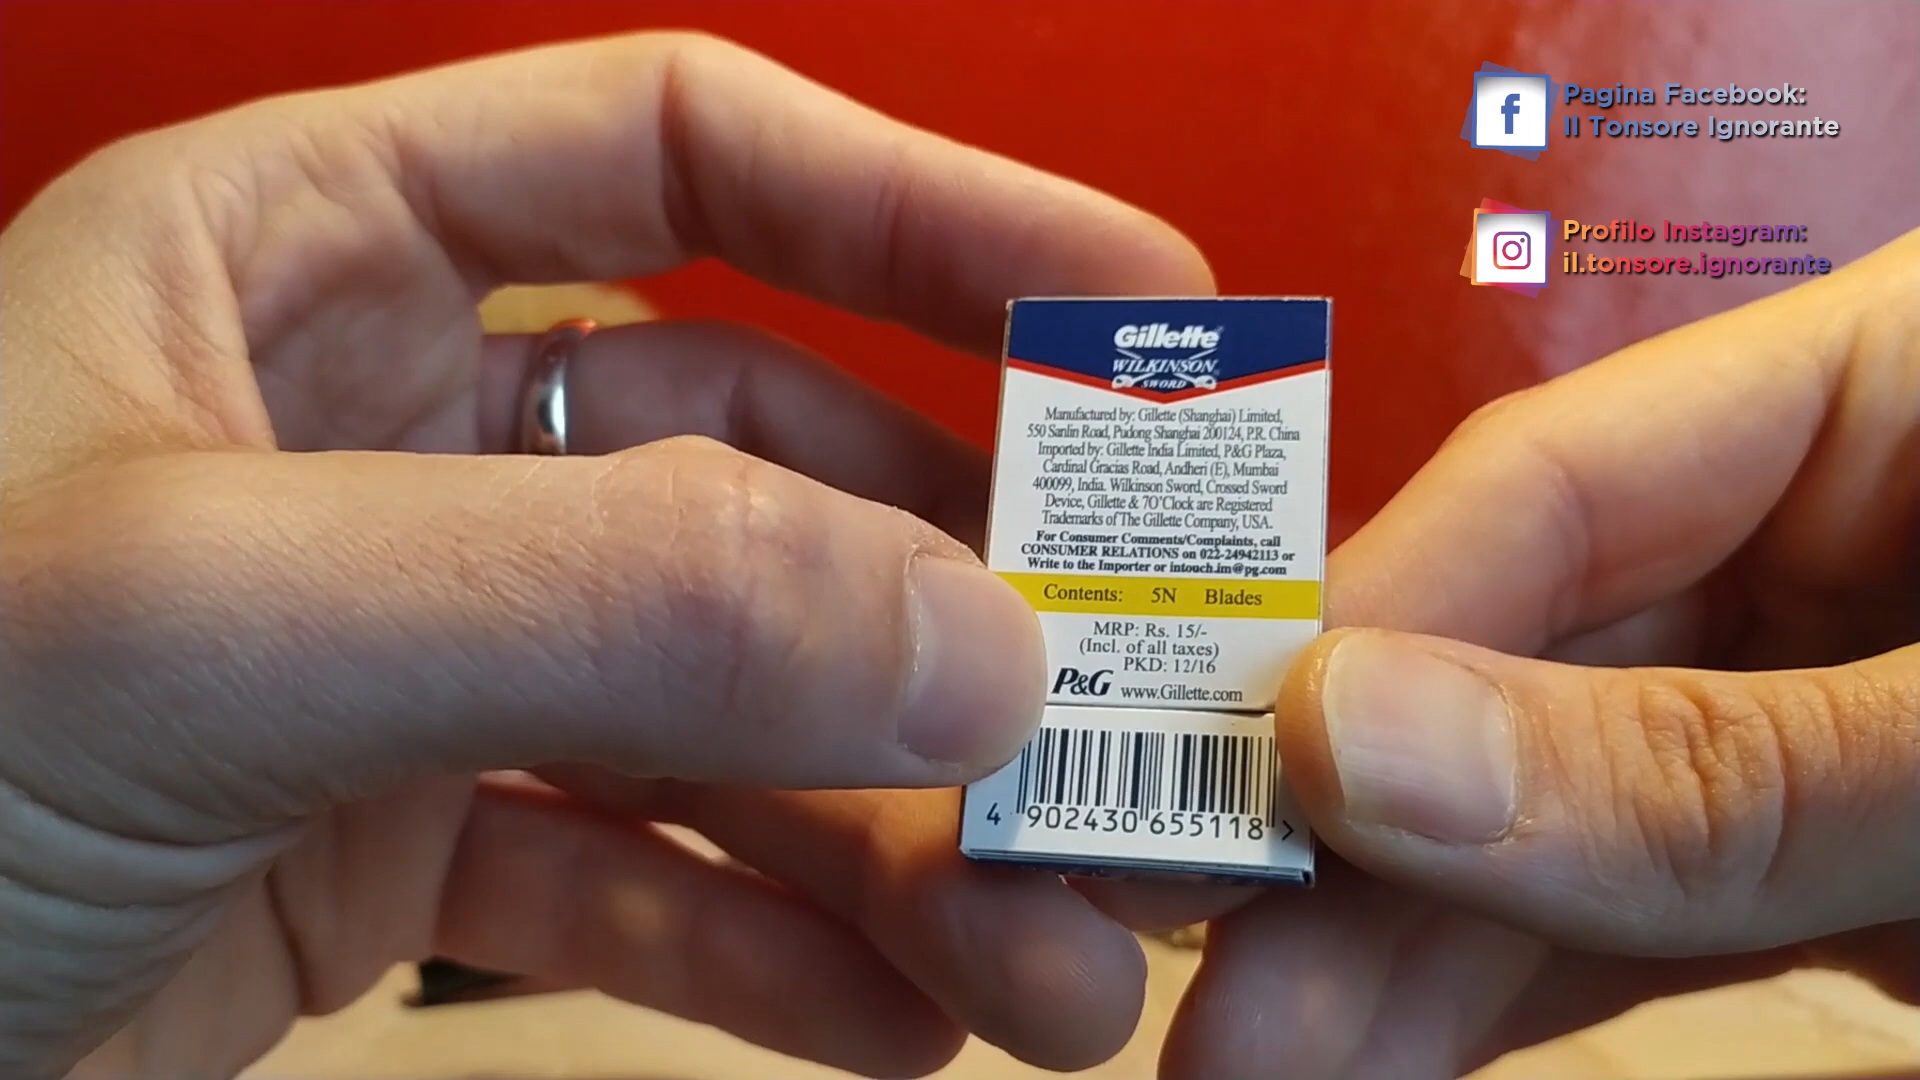 Pagina Facebook:
Il Tonsore Ignorante
Profilo Instagram:
il.tonsore.ignorante
Gillette
WILKINSON
SWORD
Manufactured by: Gillette (Shanghai) Limited,
550 Sanlin Road, Pudong Shanghai 200124, P.R. China
Imported by: Gillette India Limited, P&G Plaza,
Cardinal Gracias Road, Andheri (E), Mumbai
400099, India. Wilkinson Sword, Crossed Sword
Device, Gillette & 7O'Clock are Registered
Trademarks of The Gillette Company, USA.
For Consumer Comments/Complaints, call
CONSUMER RELATIONS on 022-24942113 or
Write to the Importer or intouch.im@pg.com
Contents: 5N Blades
MRP: Rs. 15/-
(Incl. of all taxes)
PKD: 12/16
P&G www.Gillette.com
4 902430 655118 >